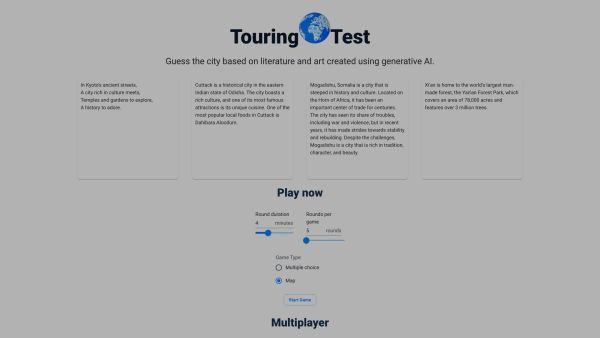 Touring Test
Guess the city based on literature and art created using generative AI.
In Kyoto's ancient streets,
A city rich in culture meets,
Temples and gardens to explore,
A history to adore.
Cuttack is a historical city in the eastern
Indian state of Odisha. The city boasts a
rich culture, and one of its most famous
attractions is its unique cuisine. One of the
most popular local foods in Cuttack is
Dahibara Aloodum.
Mogadishu, Somalia is a city that is
steeped in history and culture. Located on
the Horn of Africa, it has been an
important center of trade for centuries.
The city has seen its share of troubles,
including war and violence, but in recent
years, it has made strides towards stability
and rebuilding. Despite the challenges,
Mogadishu is a city that is rich in tradition,
character, and beauty.
Xi'an is home to the world's largest man-
made forest, the Yan'an Forest Park, which
covers an area of 78,000 acres and
features over 3 million trees.
Play now
Round duration
4 minutes
Rounds per
game
5 rounds
Game Type
Multiple choice
Map
Start Game
Multiplayer